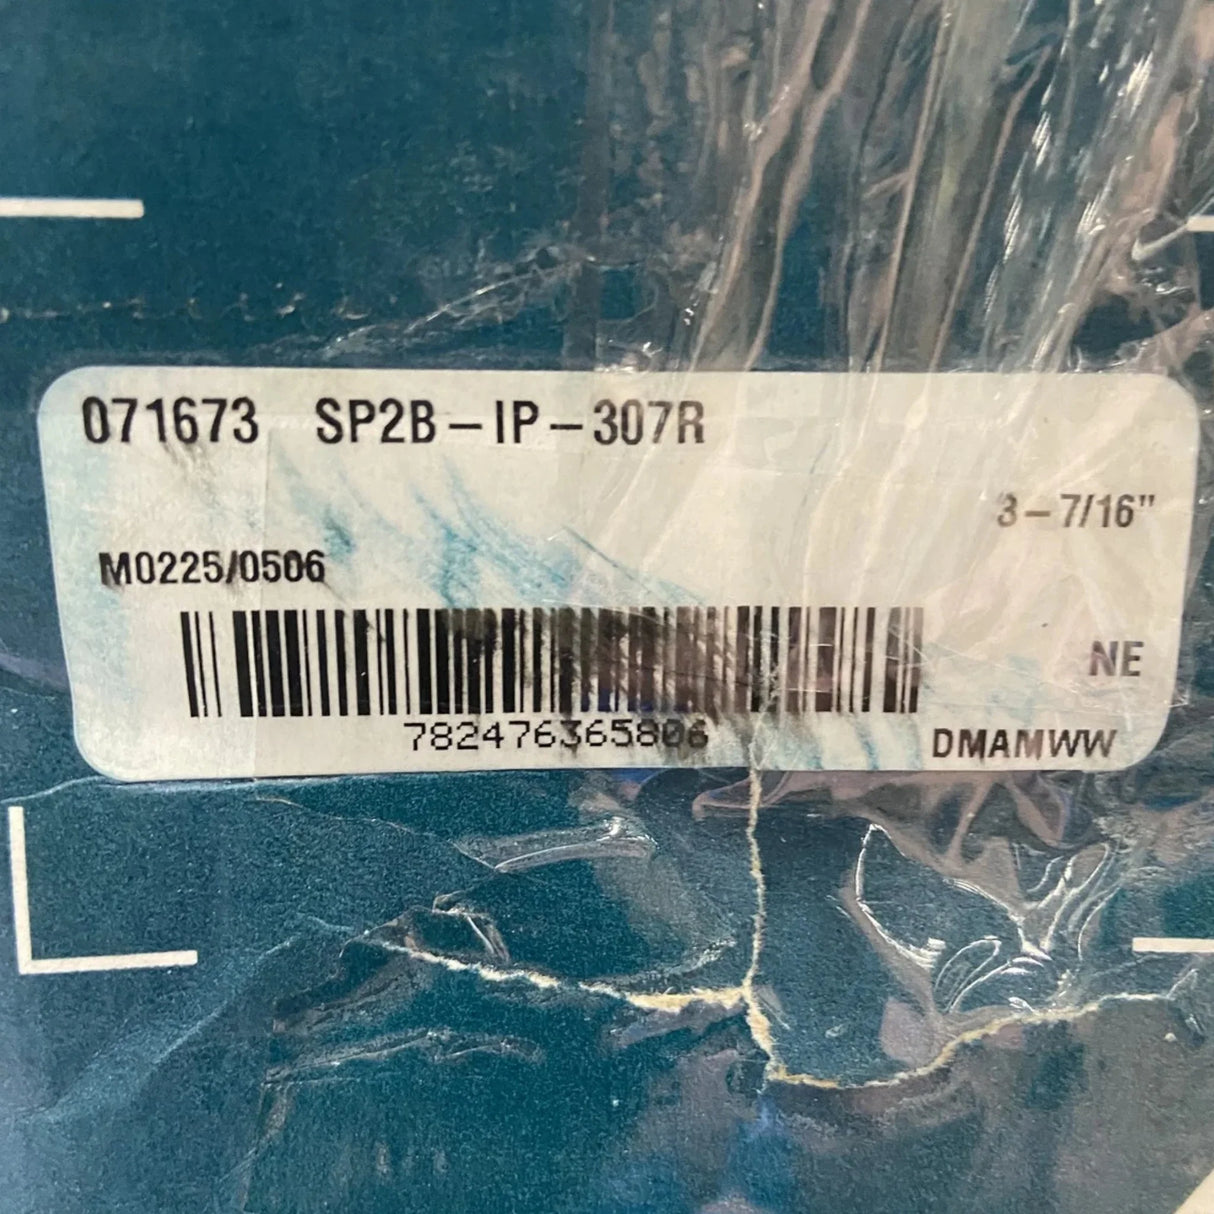 071673 SP2B-IP-307R
3-7/16"
M0225/0506
NE
782476365806
DMAMWW